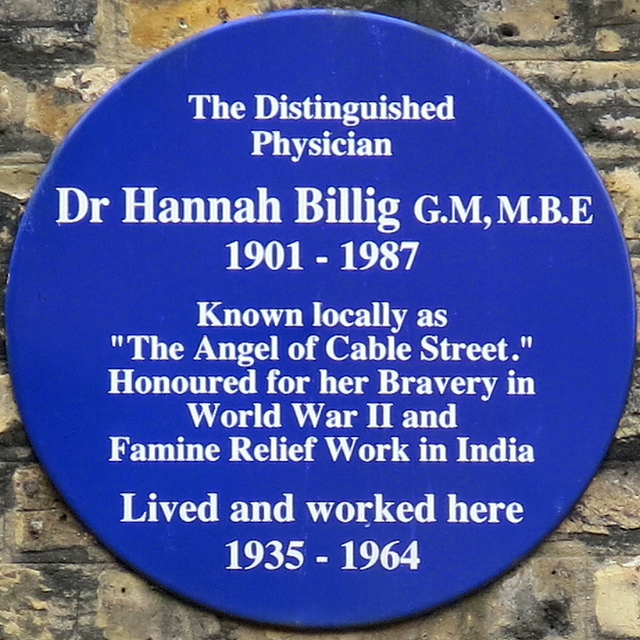 The Distinguished
Physician
Dr Hannah Billig G.M, M.B.E
1901 - 1987
Known locally as
"The Angel of Cable Street."
Honoured for her Bravery in
World War II and
Famine Relief Work in India
Lived and worked here
1935 - 1964